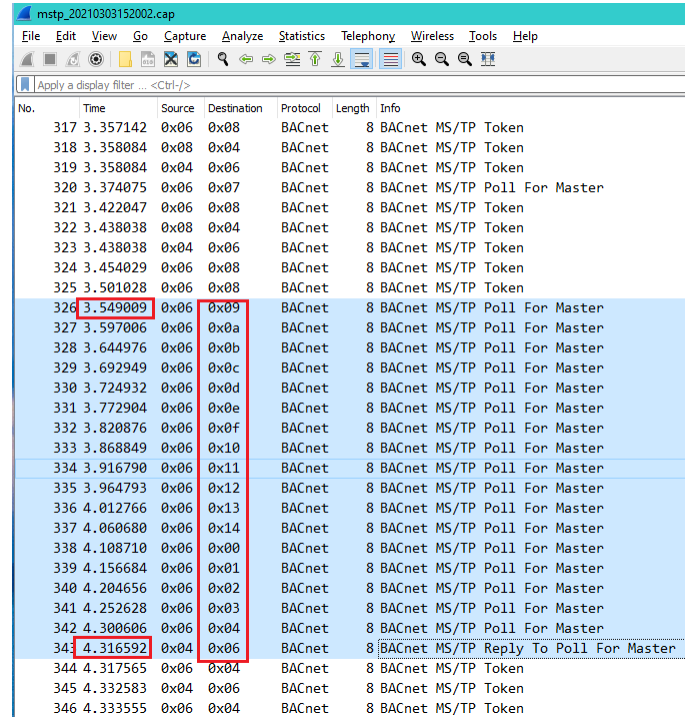 mstp_20210303152002.cap
File Edit View Go Capture Analyze Statistics Telephony Wireless Tools Help
Apply a display filter ... <Ctrl-/>
No. Time Source Destination Protocol Length Info
317 3.357142 0x06 0x08 BACnet 8 BACnet MS/TP Token
318 3.358084 0x08 0x04 BACnet 8 BACnet MS/TP Token
319 3.358084 0x04 0x06 BACnet 8 BACnet MS/TP Token
320 3.374075 0x06 0x07 BACnet 8 BACnet MS/TP Poll For Master
321 3.422047 0x06 0x08 BACnet 8 BACnet MS/TP Token
322 3.438038 0x08 0x04 BACnet 8 BACnet MS/TP Token
323 3.438038 0x04 0x06 BACnet 8 BACnet MS/TP Token
324 3.454029 0x06 0x08 BACnet 8 BACnet MS/TP Token
325 3.501028 0x06 0x08 BACnet 8 BACnet MS/TP Token
326 3.549009 0x06 0x09 BACnet 8 BACnet MS/TP Poll For Master
327 3.597006 0x06 0x0a BACnet 8 BACnet MS/TP Poll For Master
328 3.644976 0x06 0x0b BACnet 8 BACnet MS/TP Poll For Master
329 3.692949 0x06 0x0c BACnet 8 BACnet MS/TP Poll For Master
330 3.724932 0x06 0x0d BACnet 8 BACnet MS/TP Poll For Master
331 3.772904 0x06 0x0e BACnet 8 BACnet MS/TP Poll For Master
332 3.820876 0x06 0x0f BACnet 8 BACnet MS/TP Poll For Master
333 3.868849 0x06 0x10 BACnet 8 BACnet MS/TP Poll For Master
334 3.916790 0x06 0x11 BACnet 8 BACnet MS/TP Poll For Master
335 3.964793 0x06 0x12 BACnet 8 BACnet MS/TP Poll For Master
336 4.012766 0x06 0x13 BACnet 8 BACnet MS/TP Poll For Master
337 4.060680 0x06 0x14 BACnet 8 BACnet MS/TP Poll For Master
338 4.108710 0x06 0x00 BACnet 8 BACnet MS/TP Poll For Master
339 4.156684 0x06 0x01 BACnet 8 BACnet MS/TP Poll For Master
340 4.204656 0x06 0x02 BACnet 8 BACnet MS/TP Poll For Master
341 4.252628 0x06 0x03 BACnet 8 BACnet MS/TP Poll For Master
342 4.300606 0x06 0x04 BACnet 8 BACnet MS/TP Poll For Master
343 4.316592 0x04 0x06 BACnet 8 BACnet MS/TP Reply To Poll For Master
344 4.317565 0x06 0x04 BACnet 8 BACnet MS/TP Token
345 4.332583 0x04 0x06 BACnet 8 BACnet MS/TP Token
346 4.333555 0x06 0x04 BACnet 8 BACnet MS/TP Token